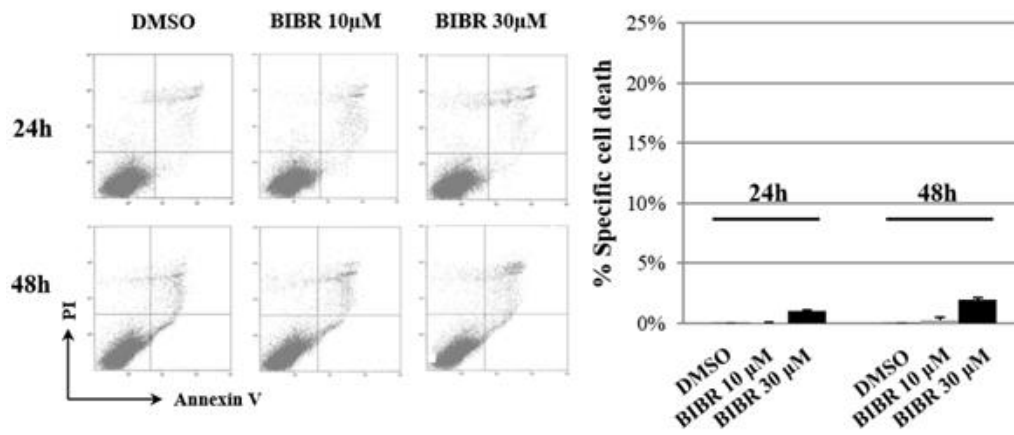 DMSO BIBR 10µM BIBR 30µM
24h
48h
PI
Annexin V
% Specific cell death
25%
20%
15%
10%
5%
0%
24h 48h
DMSO
BIBR 10 µM
BIBR 30 µM
DMSO
BIBR 10 µM
BIBR 30 µM